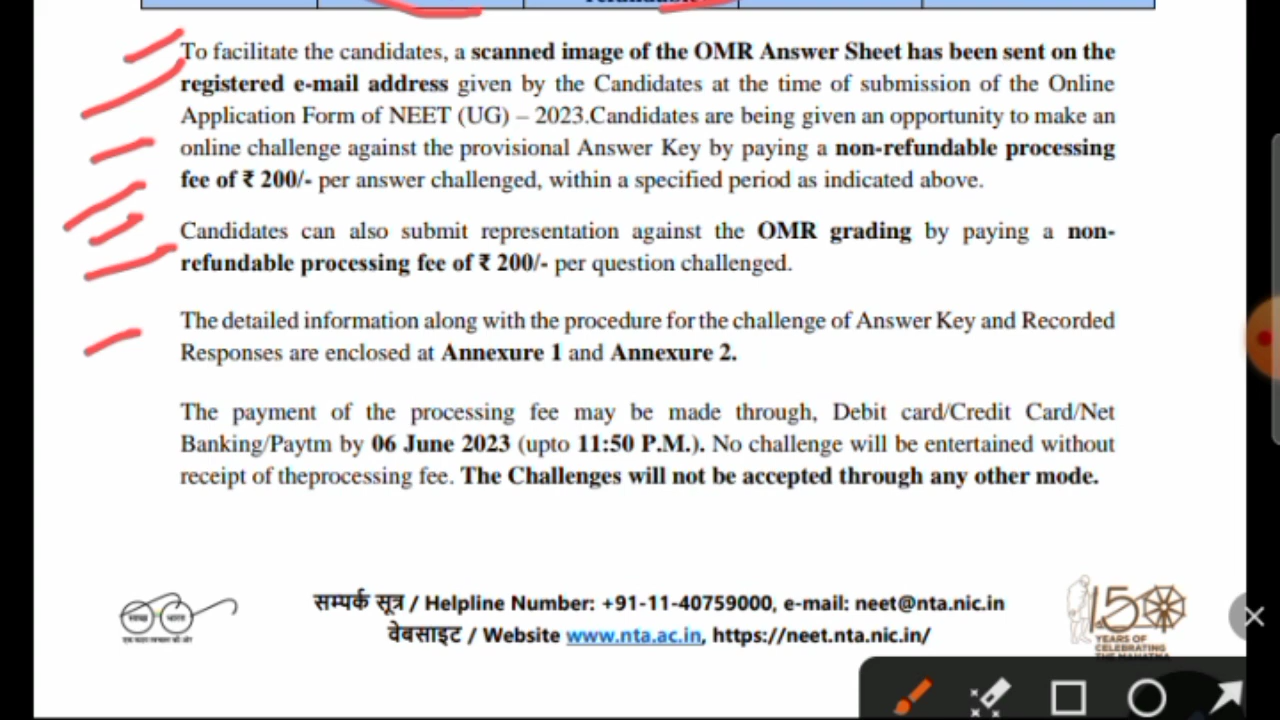 refundable
To facilitate the candidates, a scanned image of the OMR Answer Sheet has been sent on the
registered e-mail address given by the Candidates at the time of submission of the Online
Application Form of NEET (UG) – 2023.Candidates are being given an opportunity to make an
online challenge against the provisional Answer Key by paying a non-refundable processing
fee of ₹ 200/- per answer challenged, within a specified period as indicated above.
Candidates can also submit representation against the OMR grading by paying a non-
refundable processing fee of ₹ 200/- per question challenged.
The detailed information along with the procedure for the challenge of Answer Key and Recorded
Responses are enclosed at Annexure 1 and Annexure 2.
The payment of the processing fee may be made through, Debit card/Credit Card/Net
Banking/Paytm by 06 June 2023 (upto 11:50 P.M.). No challenge will be entertained without
receipt of theprocessing fee. The Challenges will not be accepted through any other mode.
सम्पर्क सूत्र / Helpline Number: +91-11-40759000, e-mail: neet@nta.nic.in
वेबसाइट / Website www.nta.ac.in, https://neet.nta.nic.in/
150
YEARS OF
CELEBRATING
THE MAHATMA